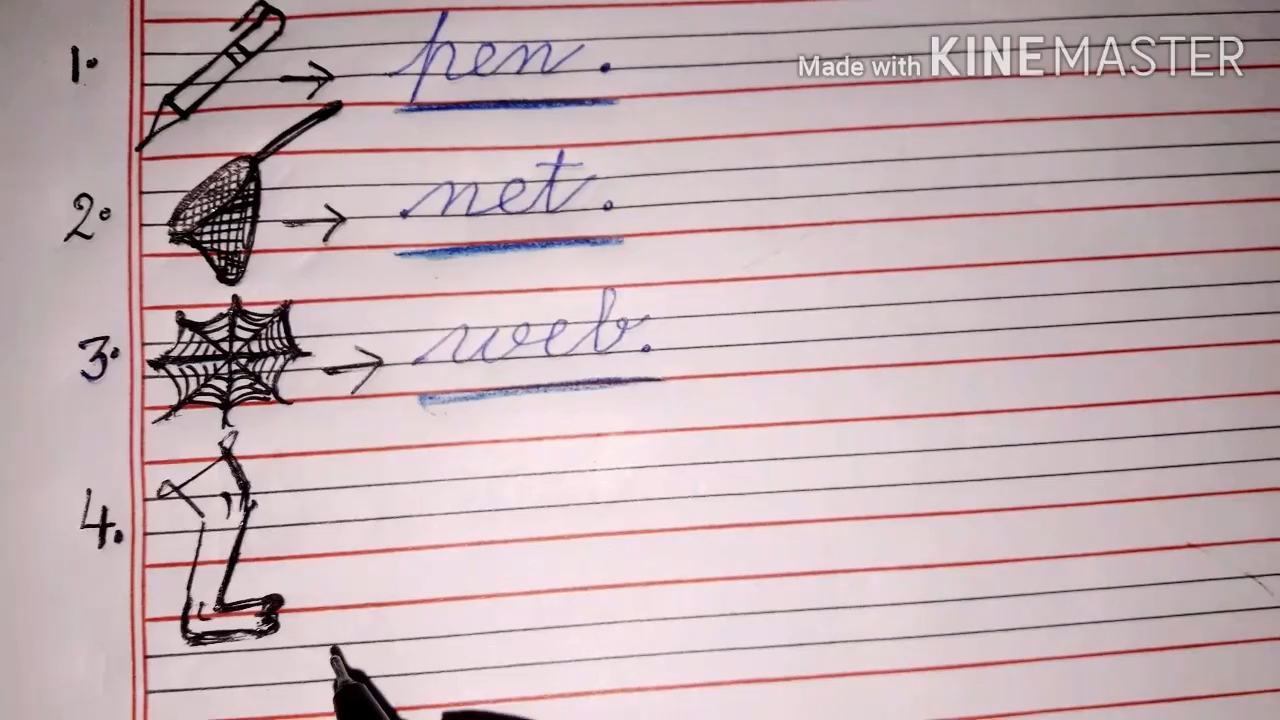 Made with KINEMASTER
1. → pen.
2. → net.
3. → web.
4.